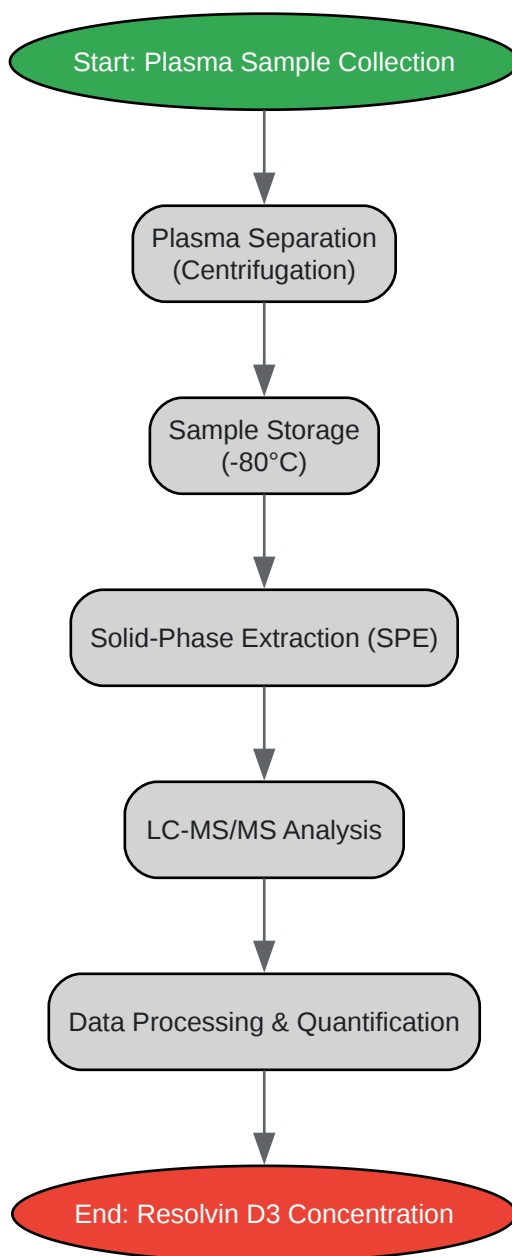 Start: Plasma Sample Collection
Plasma Separation
(Centrifugation)
Sample Storage
(-80°C)
Solid-Phase Extraction (SPE)
LC-MS/MS Analysis
Data Processing & Quantification
End: Resolvin D3 Concentration